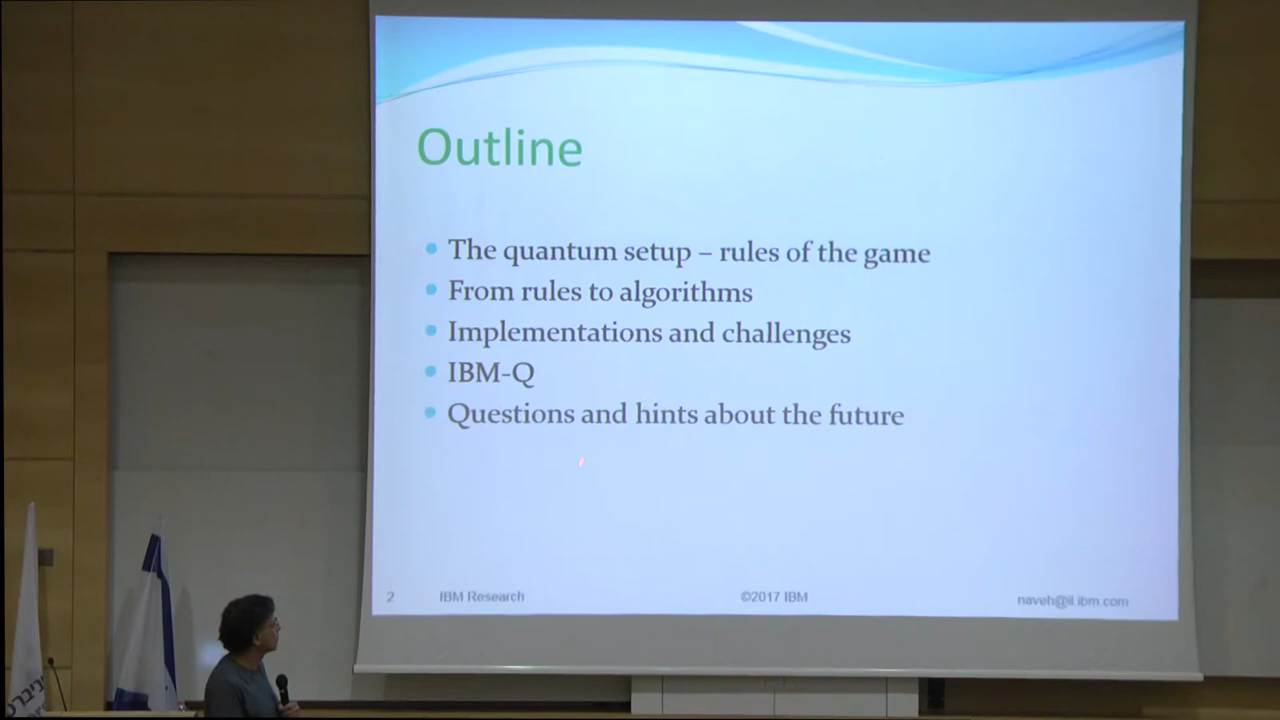 Outline
The quantum setup – rules of the game
From rules to algorithms
Implementations and challenges
IBM-Q
Questions and hints about the future
2
IBM Research
©2017 IBM
naveh@il.ibm.com